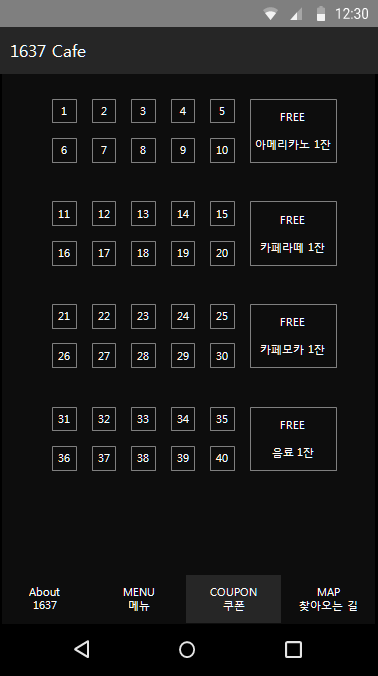 12:30
1637 Cafe
1 2 3 4 5
FREE
아메리카노 1잔
6 7 8 9 10
11 12 13 14 15
FREE
카페라떼 1잔
16 17 18 19 20
21 22 23 24 25
FREE
카페모카 1잔
26 27 28 29 30
31 32 33 34 35
FREE
음료 1잔
36 37 38 39 40
About
1637
MENU
메뉴
COUPON
쿠폰
MAP
찾아오는 길